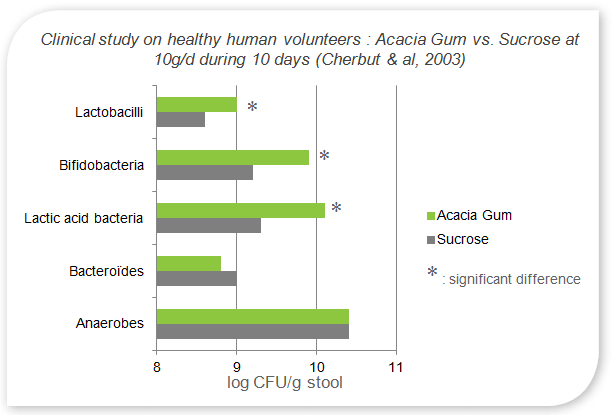 Clinical study on healthy human volunteers : Acacia Gum vs. Sucrose at
10g/d during 10 days (Cherbut & al, 2003)
Lactobacilli
*
Bifidobacteria
*
Lactic acid bacteria
*
Bacteroïdes
Anaerobes
Acacia Gum
Sucrose
* : significant difference
8 9 10 11
log CFU/g stool